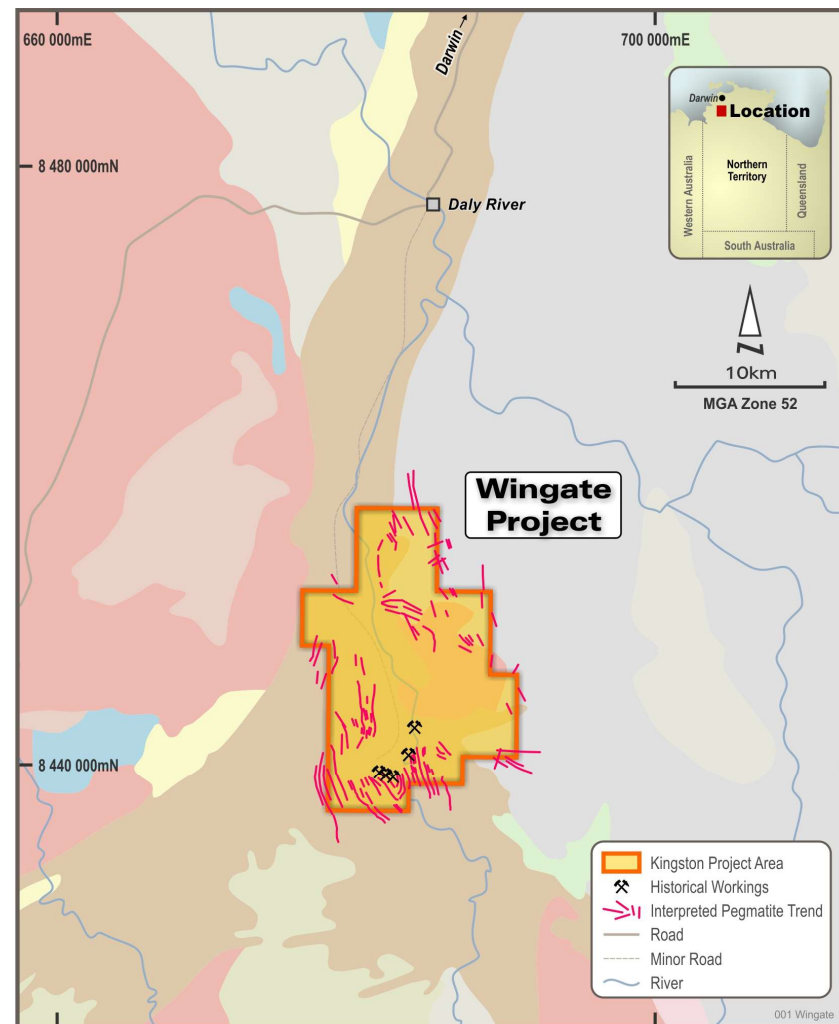 660 000mE
Darwin
700 000mE
Darwin
Location
8 480 000mN
Western Australia
Northern
Territory
Queensland
South Australia
Daly River
N
10km
MGA Zone 52
Wingate
Project
8 440 000mN
Kingston Project Area
Historical Workings
Interpreted Pegmatite Trend
Road
Minor Road
River
001 Wingate